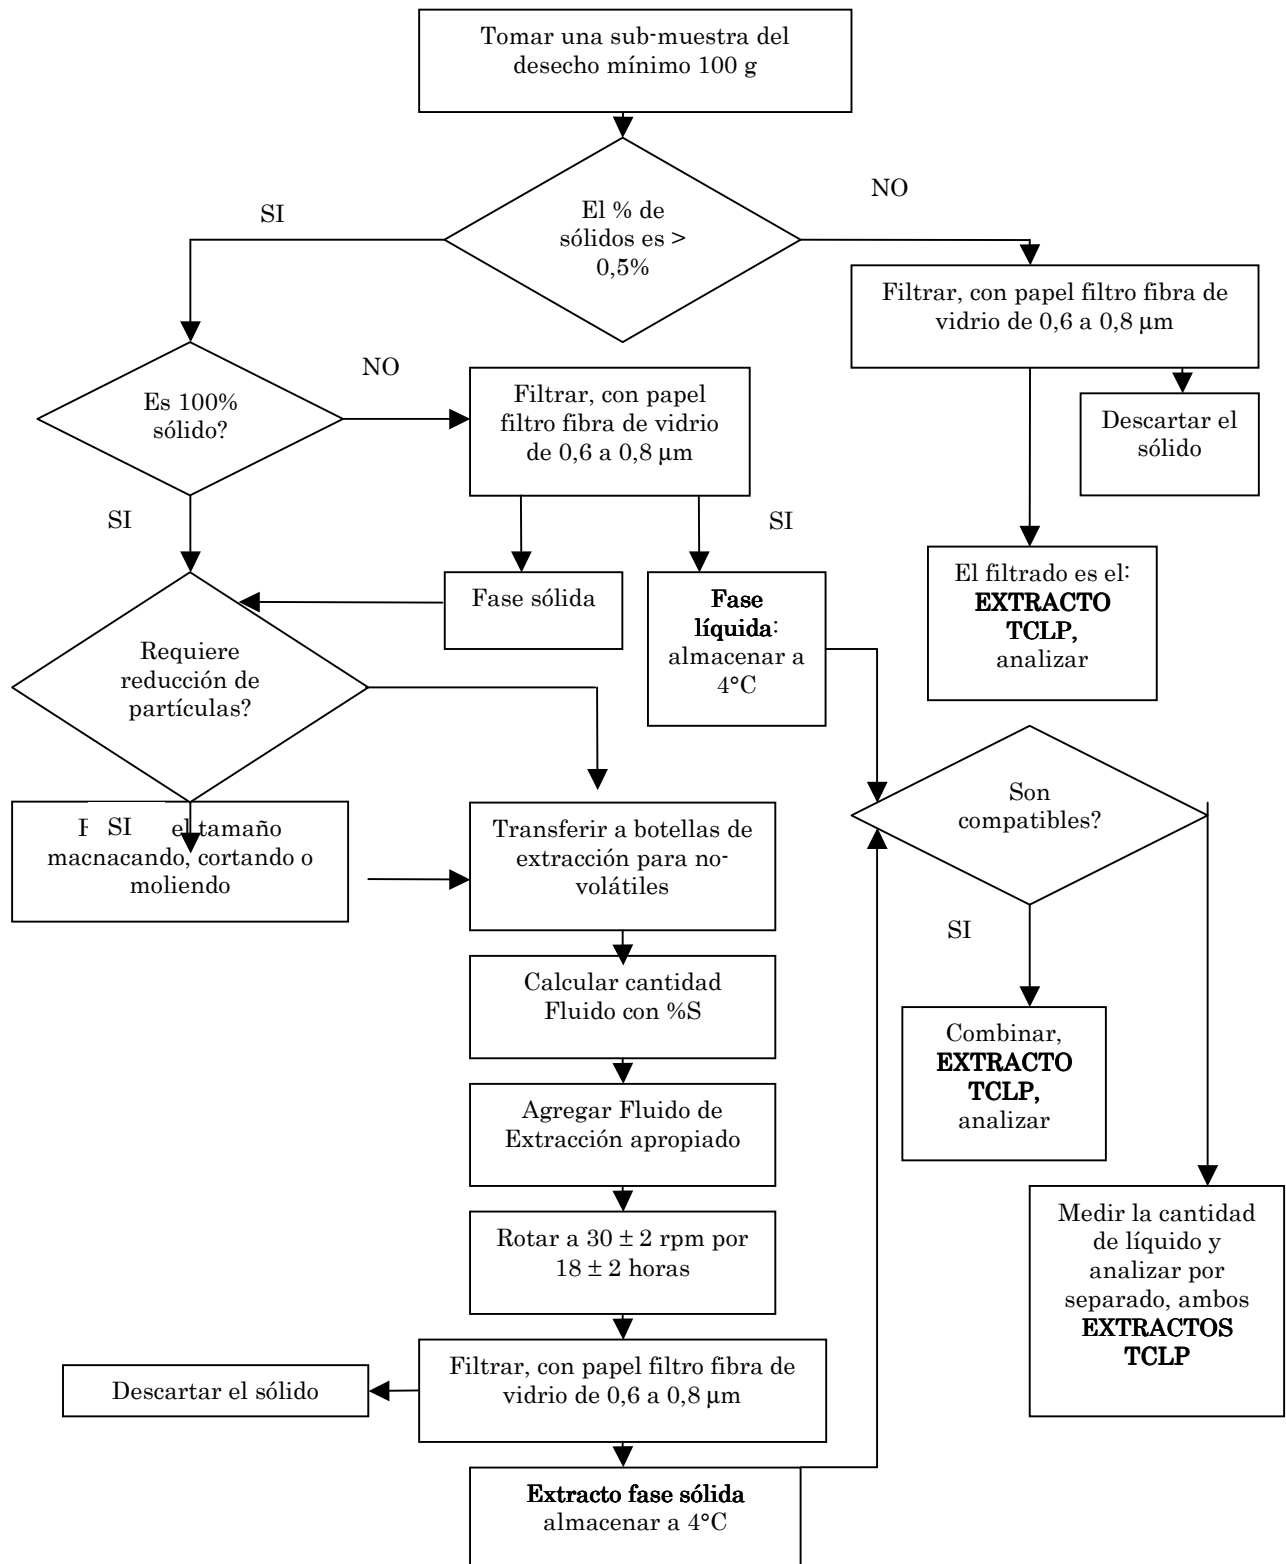 Tomar una sub-muestra del
desecho mínimo 100 g
NO
SI
El % de
sólidos es >
0,5%
Filtrar, con papel filtro fibra de
vidrio de 0,6 a 0,8 µm
NO
Es 100%
sólido?
Filtrar, con papel
filtro fibra de vidrio
de 0,6 a 0,8 µm
Descartar el
sólido
SI
SI
Fase sólida
Fase
líquida:
almacenar a
4°C
El filtrado es el:
EXTRACTO
TCLP,
analizar
Requiere
reducción de
partículas?
Son
compatibles?
SI
el tamaño
macnacando, cortando o
moliendo
Transferir a botellas de
extracción para no-
volátiles
SI
Calcular cantidad
Fluido con %S
Combinar,
EXTRACTO
TCLP,
analizar
Agregar Fluido de
Extracción apropiado
Medir la cantidad
de líquido y
analizar por
separado, ambos
EXTRACTOS
TCLP
Rotar a 30 ± 2 rpm por
18 ± 2 horas
Filtrar, con papel filtro fibra de
vidrio de 0,6 a 0,8 µm
Descartar el sólido
Extracto fase sólida
almacenar a 4°C